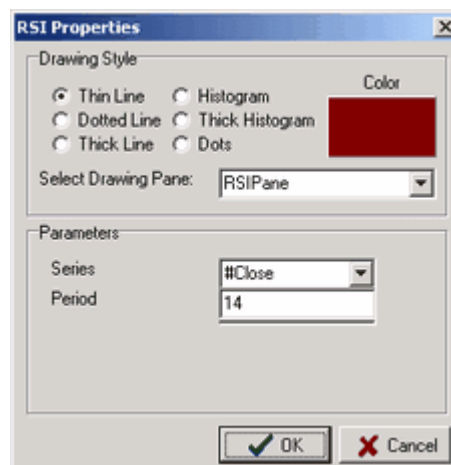 RSI Properties
Drawing Style
Thin Line Histogram
Dotted Line Thick Histogram
Thick Line Dots
Color
Select Drawing Pane: RSIPane
Parameters
Series #Close
Period 14
OK Cancel